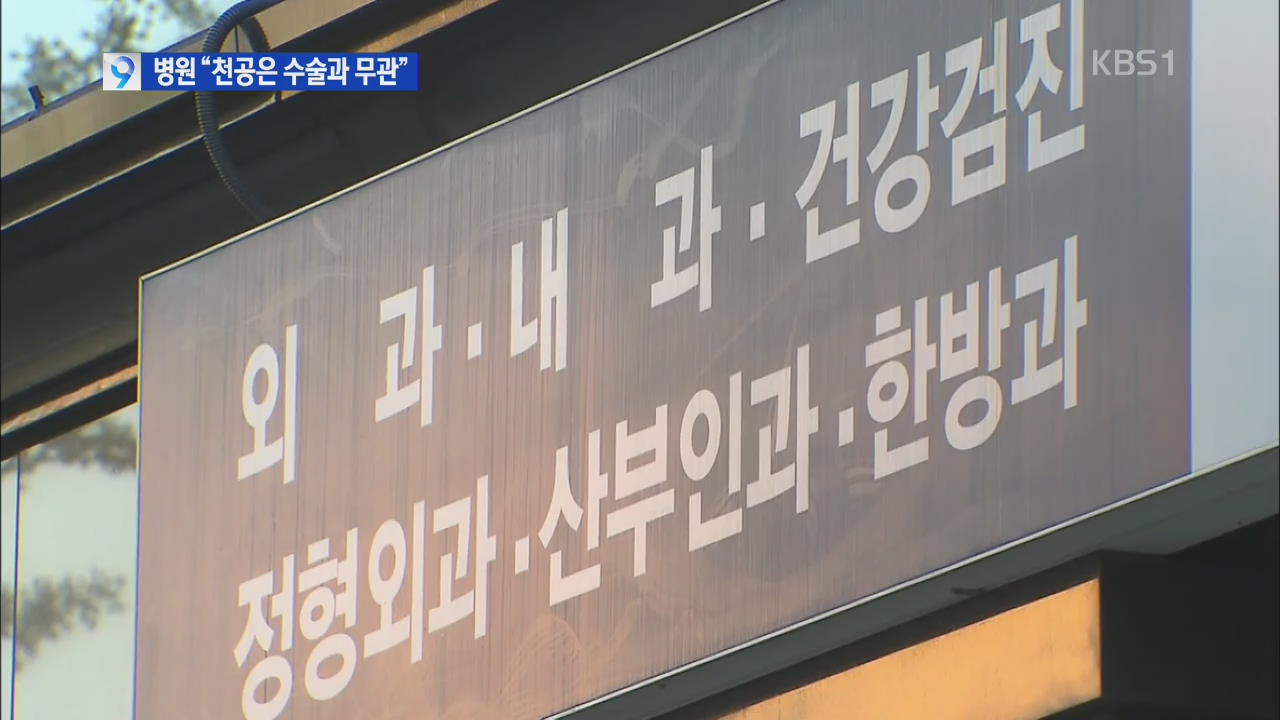 9 병원 “천공은 수술과 무관”
KBS1
외 과·내 과·건강검진
정형외과·산부인과·한방과